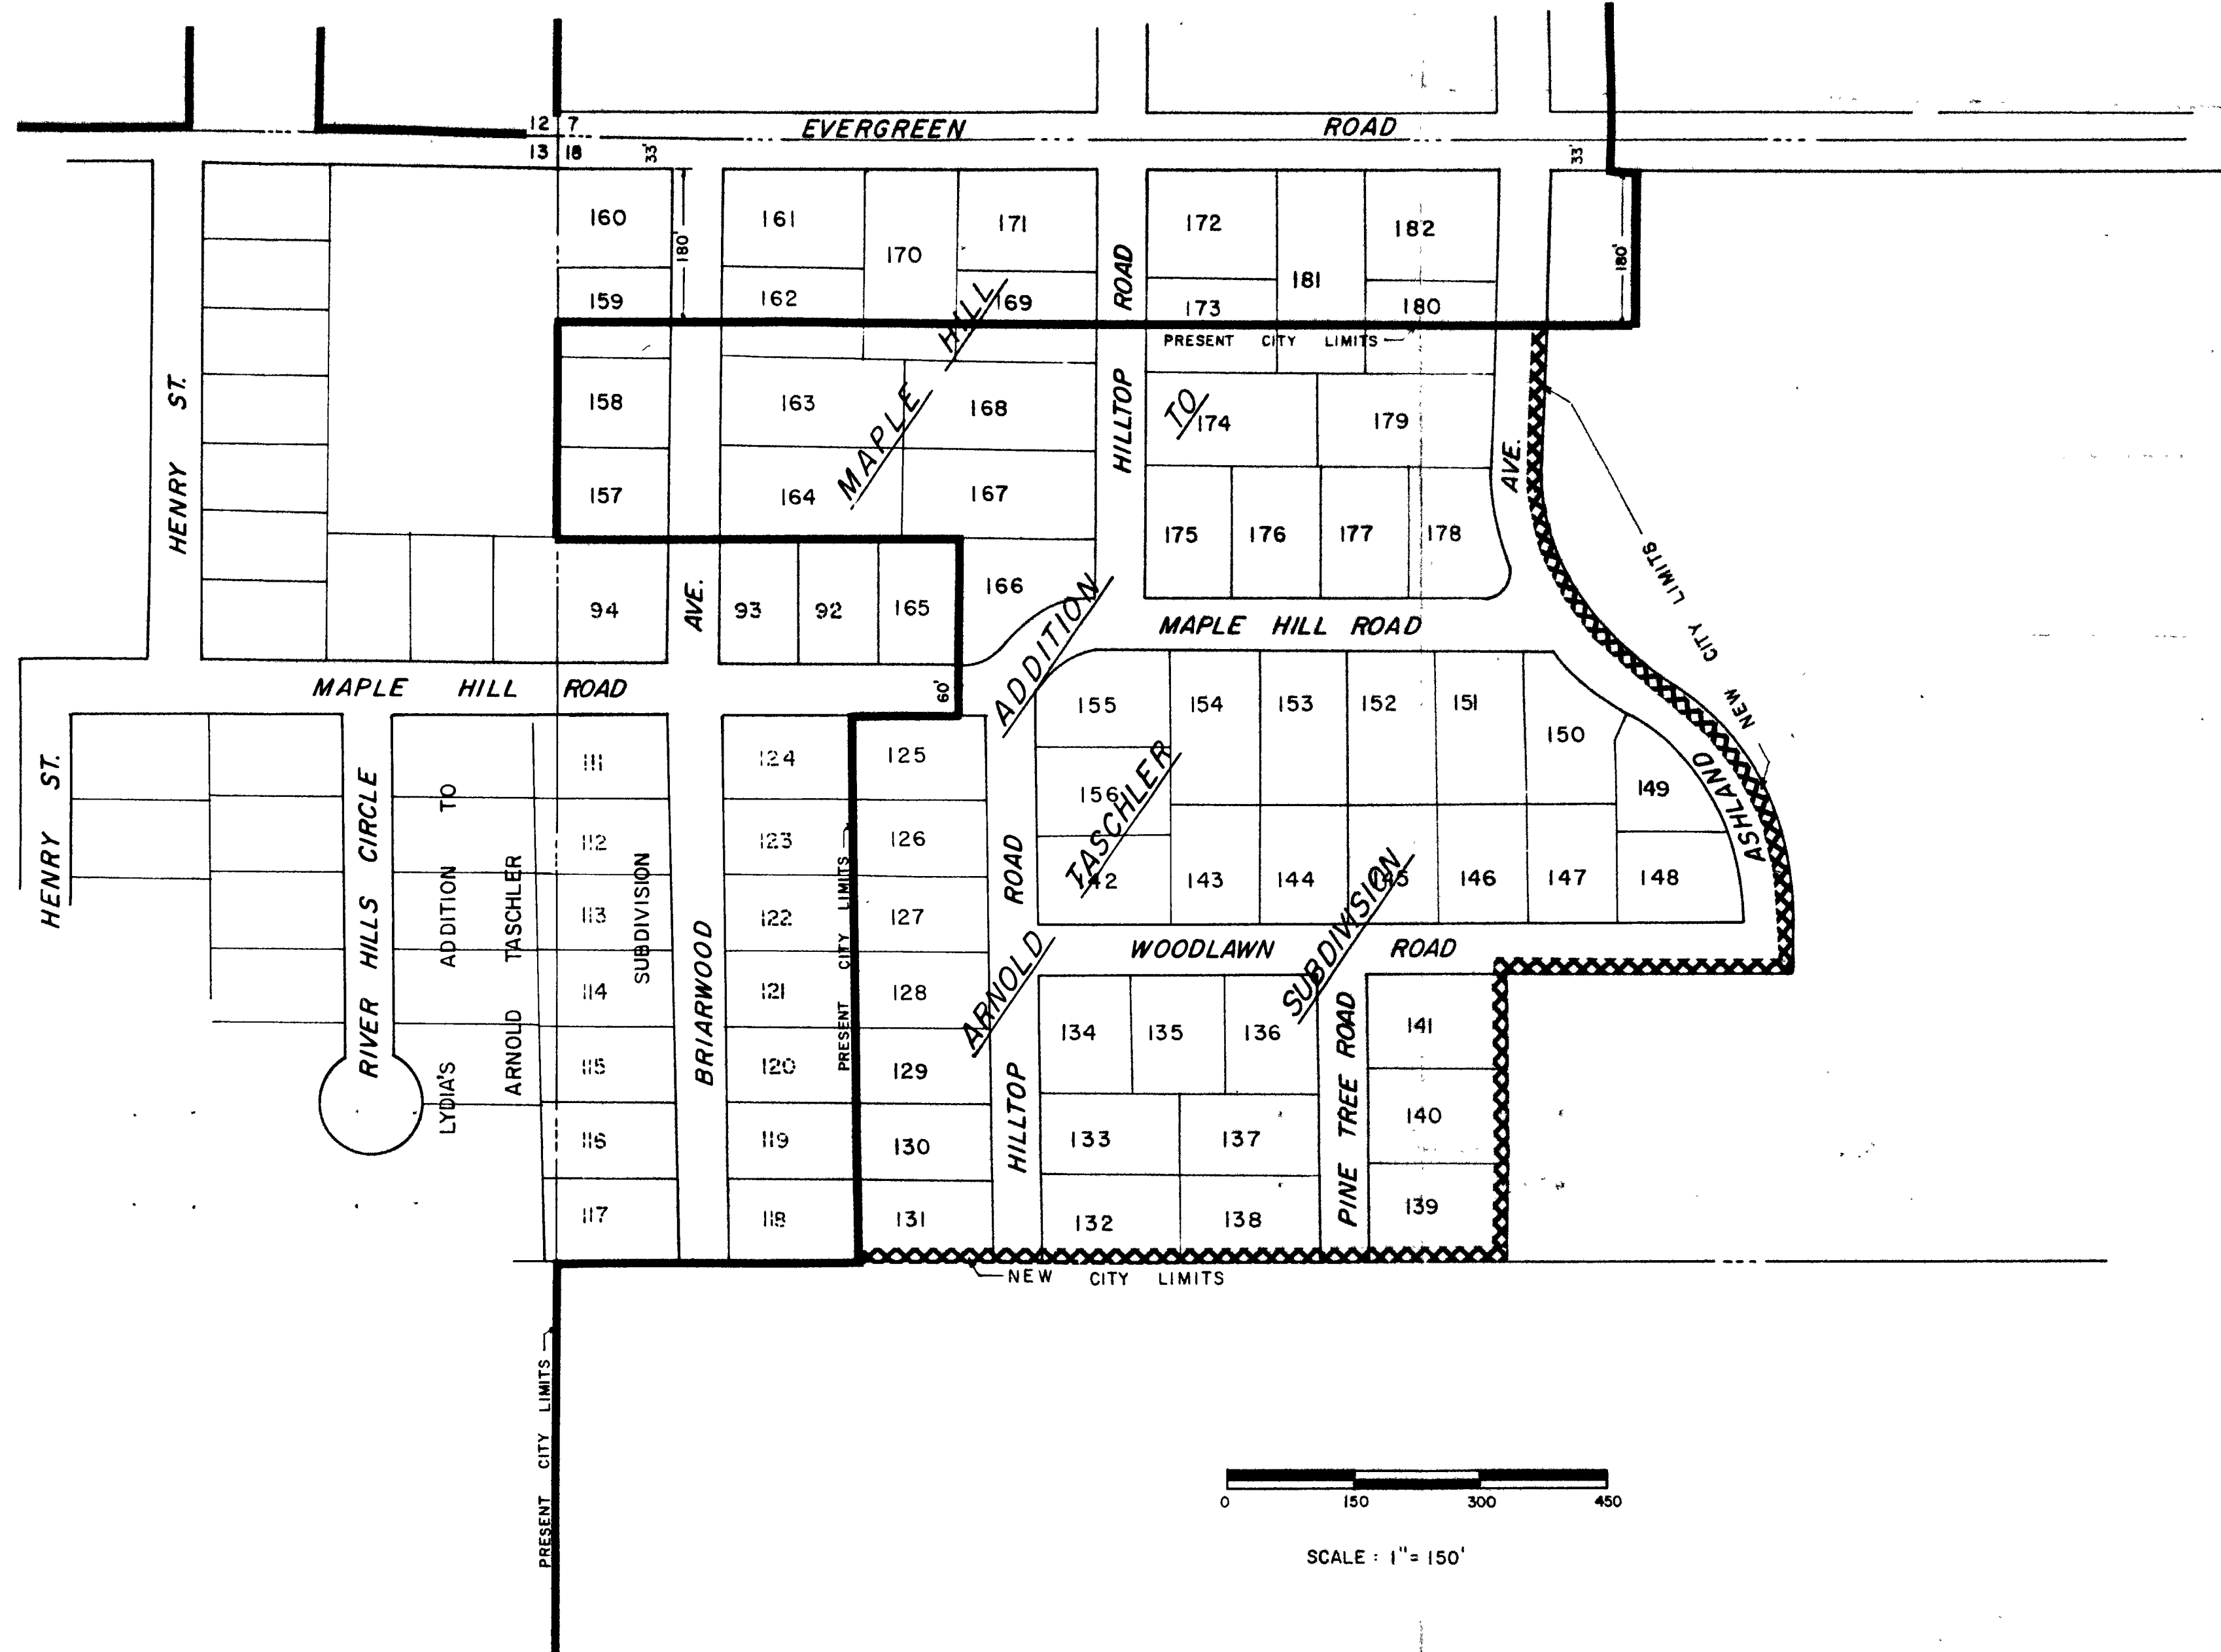 12 7
EVERGREEN ROAD
13 18
33'
33'
160
180'
161
170
171
172
181
182
180'
159
162
169
173
180
PRESENT CITY LIMITS
HENRY ST.
158
163
168
HILLTOP ROAD
174
179
157
164
167
175
176
177
178
AVE.
94
AVE.
93
92
165
166
MAPLE HILL ROAD
MAPLE HILL ROAD
60'
NEW CITY LIMITS
MAPLE HILL
ADDITION
TO
ARNOLD TASCHLER
SUBDIVISION
HENRY ST.
RIVER HILLS CIRCLE
LYDIA'S ADDITION TO
ARNOLD TASCHLER
SUBDIVISION
111
112
113
114
115
116
117
BRIARWOOD
124
123
122
121
120
119
118
PRESENT CITY LIMITS
125
126
127
128
129
130
131
HILLTOP ROAD
155
154
153
152
151
150
156
149
142
143
144
145
146
147
148
ASHLAND
WOODLAWN ROAD
134
135
136
141
133
137
140
132
138
139
PINE TREE ROAD
NEW CITY LIMITS
PRESENT CITY LIMITS
0 150 300 450
SCALE : 1" = 150'